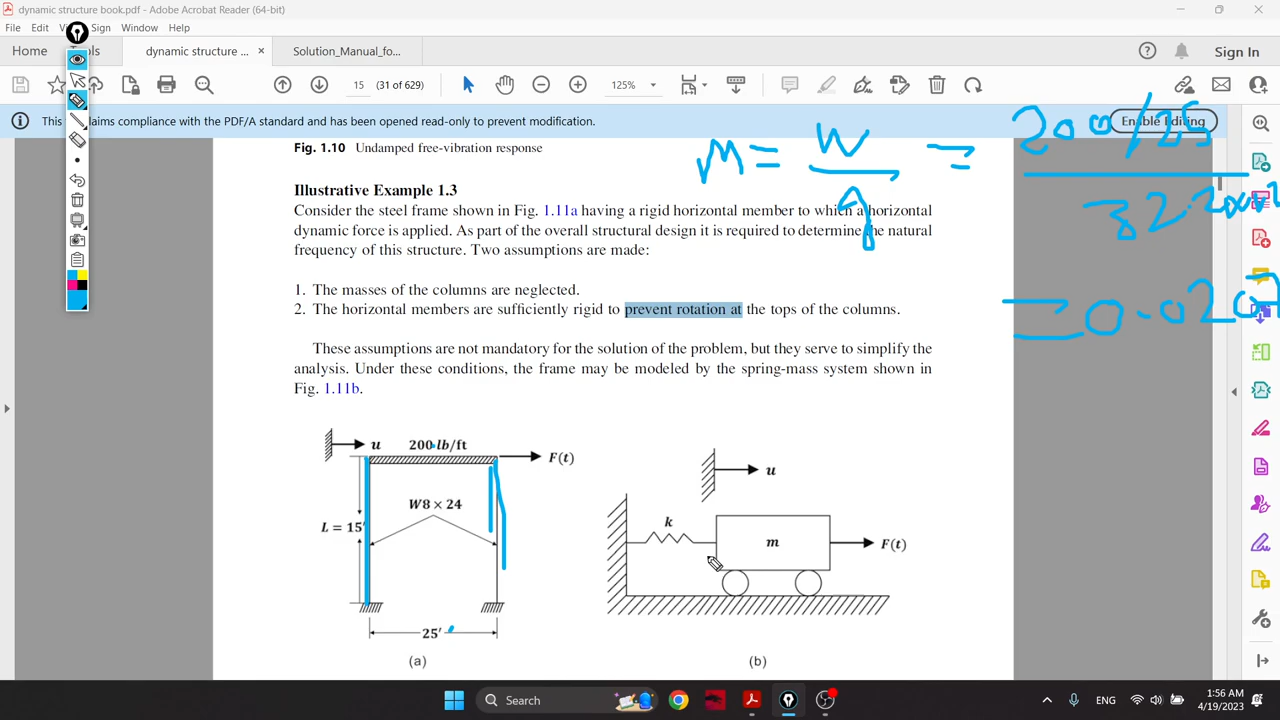 dynamic structure book.pdf - Adobe Acrobat Reader (64-bit)
File Edit Sign Window Help
Home Tools dynamic structure ... × Solution_Manual_fo... Sign In
15 (31 of 629) 125%
claims compliance with the PDF/A standard and has been opened read-only to prevent modification. Enable Editing
Fig. 1.10 Undamped free-vibration response
m = W / g = 200/25
= 0.0207
Illustrative Example 1.3
Consider the steel frame shown in Fig. 1.11a having a rigid horizontal member to which a horizontal
dynamic force is applied. As part of the overall structural design it is required to determine the natural
frequency of this structure. Two assumptions are made:
1. The masses of the columns are neglected.
2. The horizontal members are sufficiently rigid to prevent rotation at the tops of the columns.
These assumptions are not mandatory for the solution of the problem, but they serve to simplify the
analysis. Under these conditions, the frame may be modeled by the spring-mass system shown in
Fig. 1.11b.
u 200 lb/ft
F(t)
W8 × 24
L = 15'
25'
(a)
u
k
m
F(t)
(b)
Search
ENG
1:56 AM
4/19/2023